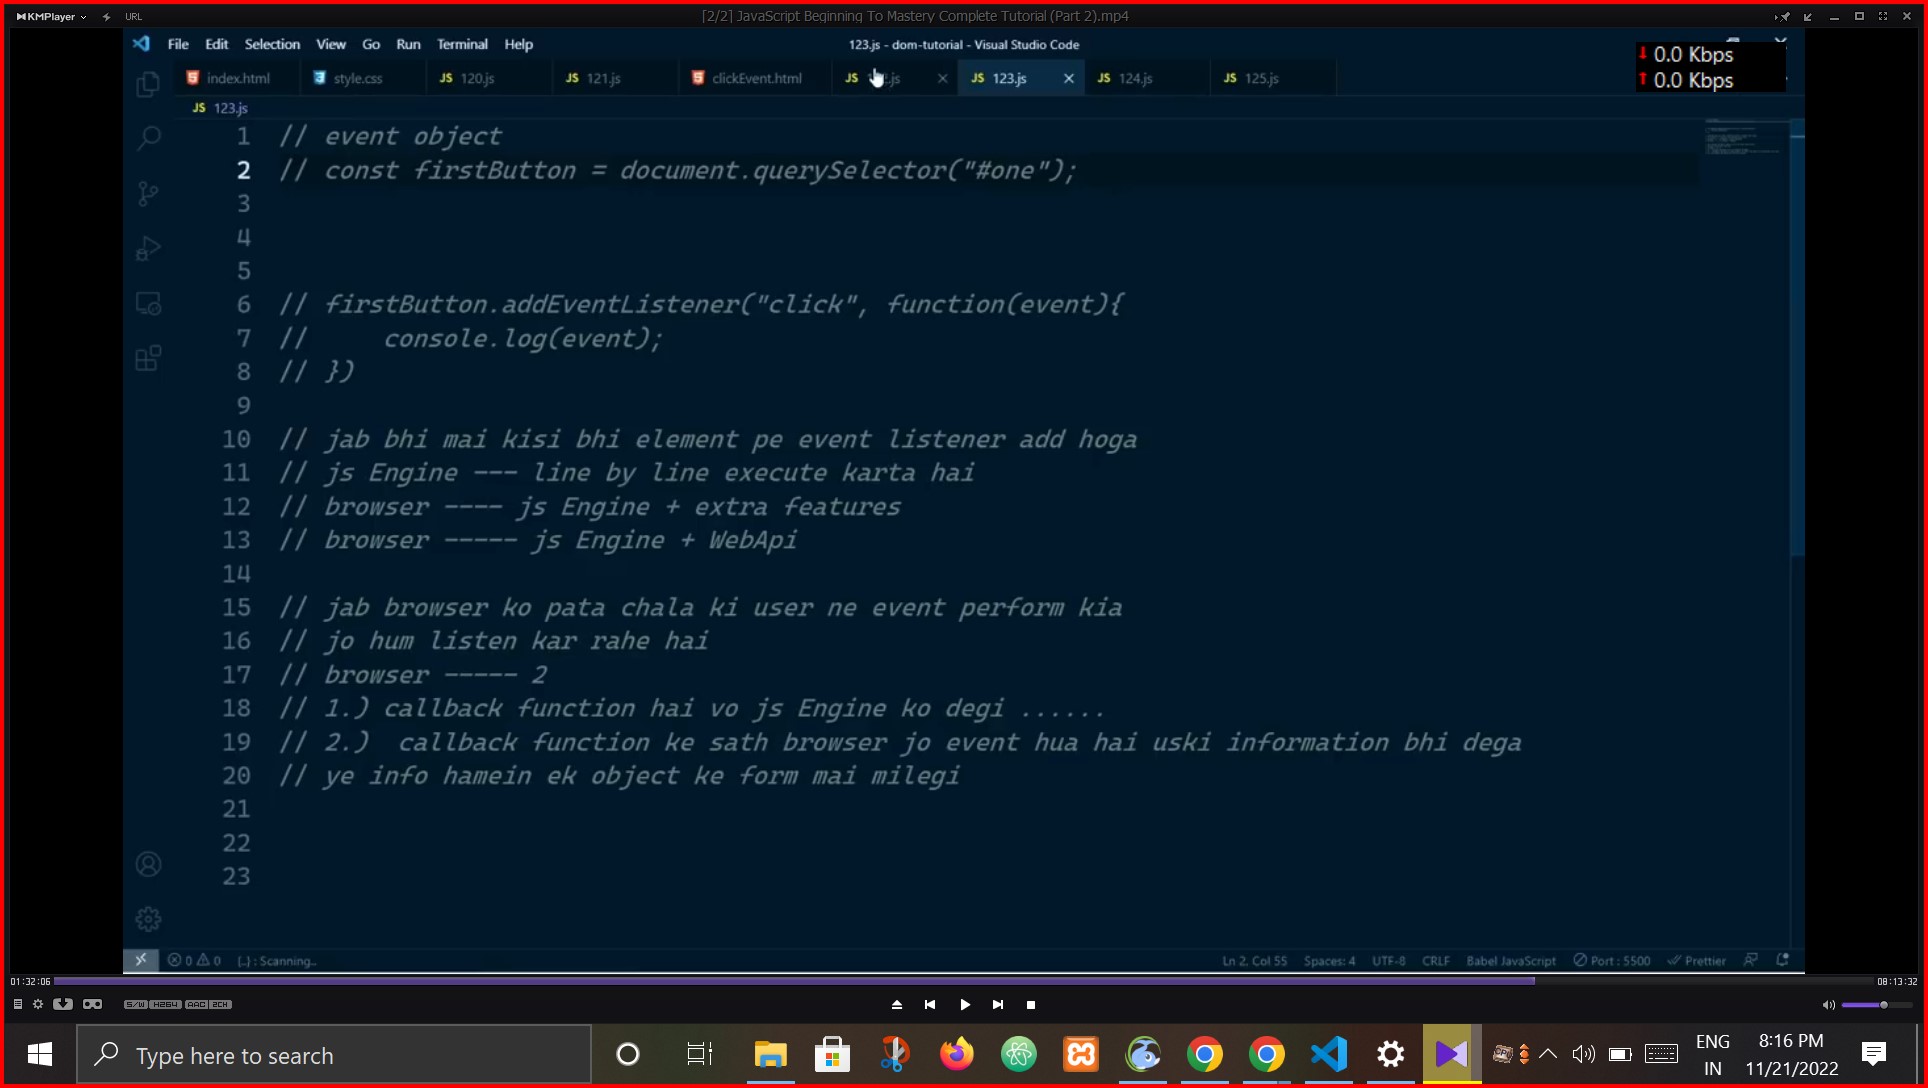 KMPlayer URL [2/2] JavaScript Beginning To Mastery Complete Tutorial (Part 2).mp4
File Edit Selection View Go Run Terminal Help 123.js - dom-tutorial - Visual Studio Code
0.0 Kbps
0.0 Kbps
index.html style.css JS 120.js JS 121.js clickEvent.html JS JS 123.js JS 124.js JS 125.js
JS 123.js
1 // event object
2 // const firstButton = document.querySelector("#one");
3
4
5
6 // firstButton.addEventListener("click", function(event){
7 // console.log(event);
8 // })
9
10 // jab bhi mai kisi bhi element pe event listener add hoga
11 // js Engine --- line by line execute karta hai
12 // browser ---- js Engine + extra features
13 // browser ----- js Engine + WebApi
14
15 // jab browser ko pata chala ki user ne event perform kia
16 // jo hum listen kar rahe hai
17 // browser ----- 2
18 // 1.) callback function hai vo js Engine ko degi ......
19 // 2.) callback function ke sath browser jo event hua hai uski information bhi dega
20 // ye info hamein ek object ke form mai milegi
21
22
23
0 0 {..} : Scanning.. Ln 2, Col 55 Spaces: 4 UTF-8 CRLF Babel JavaScript Port : 5500 Prettier
01:32:06 08:13:32
S/W H264 AAC 2CH
Type here to search ENG 8:16 PM
IN 11/21/2022